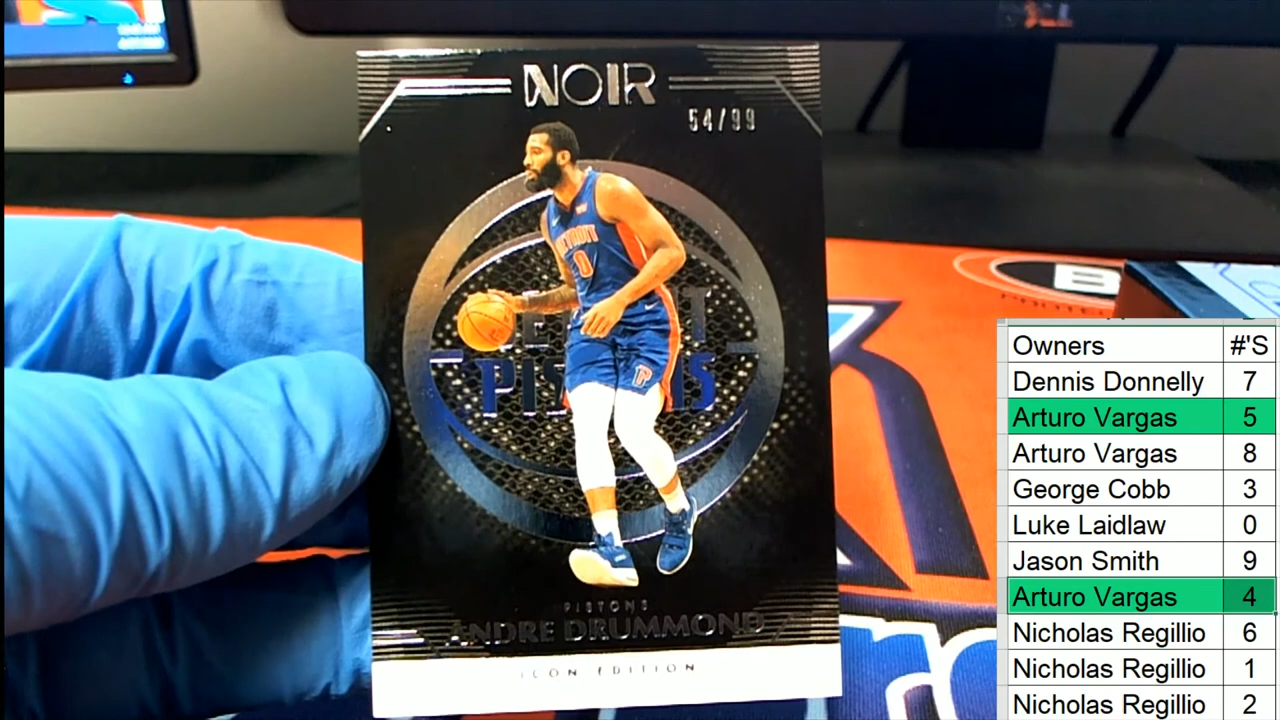 NOIR
54/99
DETROIT
0
PISTONS
PISTONS
ANDRE DRUMMOND
ICON EDITION
B
Owners #'S
Dennis Donnelly 7
Arturo Vargas 5
Arturo Vargas 8
George Cobb 3
Luke Laidlaw 0
Jason Smith 9
Arturo Vargas 4
Nicholas Regillio 6
Nicholas Regillio 1
Nicholas Regillio 2